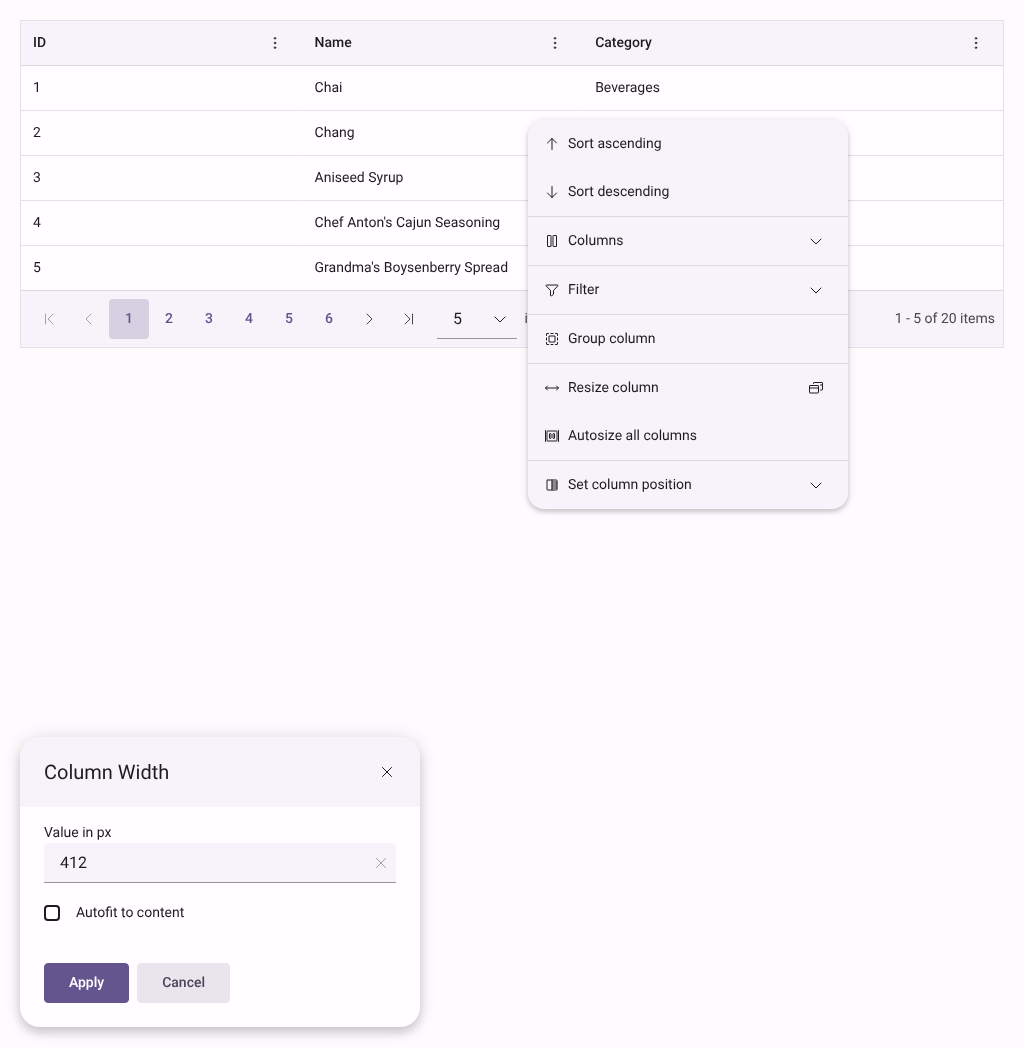 ID Name Category
1 Chai Beverages
2 Chang
3 Aniseed Syrup
4 Chef Anton's Cajun Seasoning
5 Grandma's Boysenberry Spread
1 2 3 4 5 6 5 1 - 5 of 20 items
Sort ascending
Sort descending
Columns
Filter
Group column
Resize column
Autosize all columns
Set column position
Column Width
Value in px
412
Autofit to content
Apply Cancel